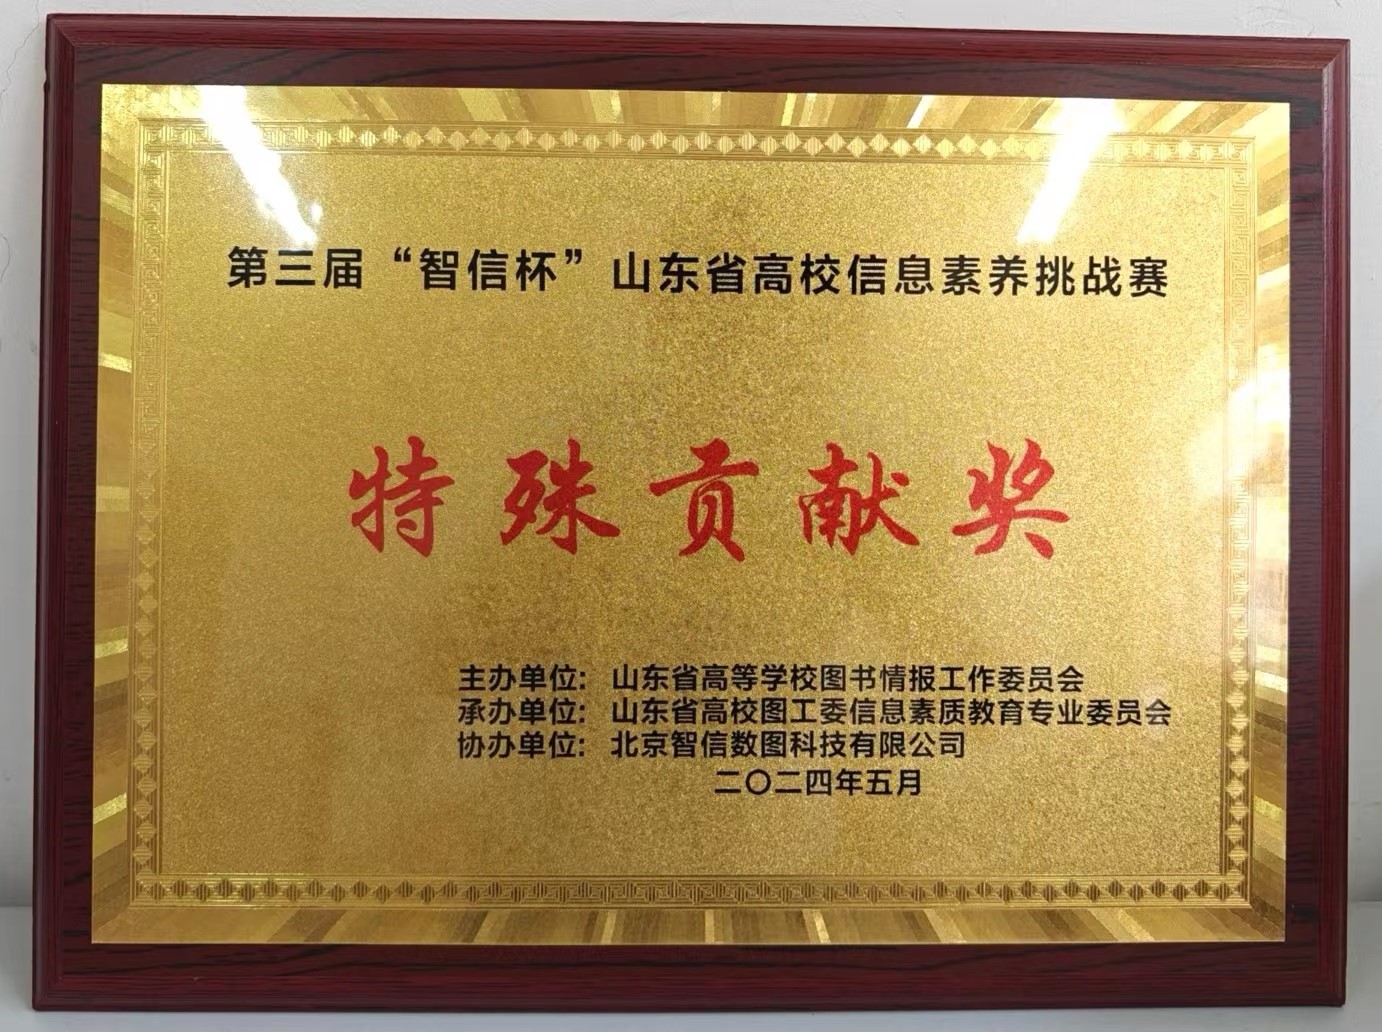 第三届“智信杯”山东省高校信息素养挑战赛
特殊贡献奖
主办单位：山东省高等学校图书情报工作委员会
承办单位：山东省高校图工委信息素质教育专业委员会
协办单位：北京智信数图科技有限公司
二〇二四年五月